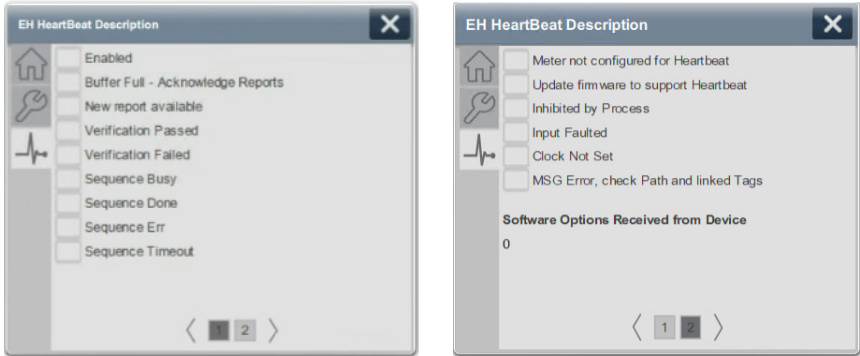 EH HeartBeat Description
Enabled
Buffer Full - Acknowledge Reports
New report available
Verification Passed
Verification Failed
Sequence Busy
Sequence Done
Sequence Err
Sequence Timeout
1 2
EH HeartBeat Description
Meter not configured for Heartbeat
Update firmware to support Heartbeat
Inhibited by Process
Input Faulted
Clock Not Set
MSG Error, check Path and linked Tags
Software Options Received from Device
0
1 2